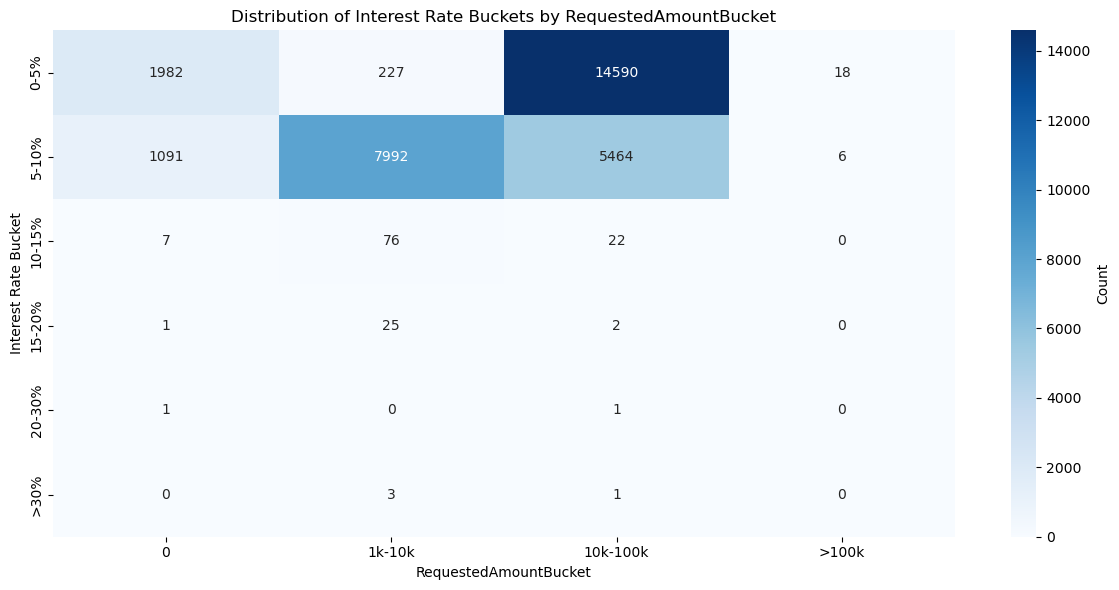 Distribution of Interest Rate Buckets by RequestedAmountBucket
Interest Rate Bucket
0-5% 1982 227 14590 18
5-10% 1091 7992 5464 6
10-15% 7 76 22 0
15-20% 1 25 2 0
20-30% 1 0 1 0
>30% 0 3 1 0
0 1k-10k 10k-100k >100k
RequestedAmountBucket
14000
12000
10000
8000
6000
4000
2000
0
Count